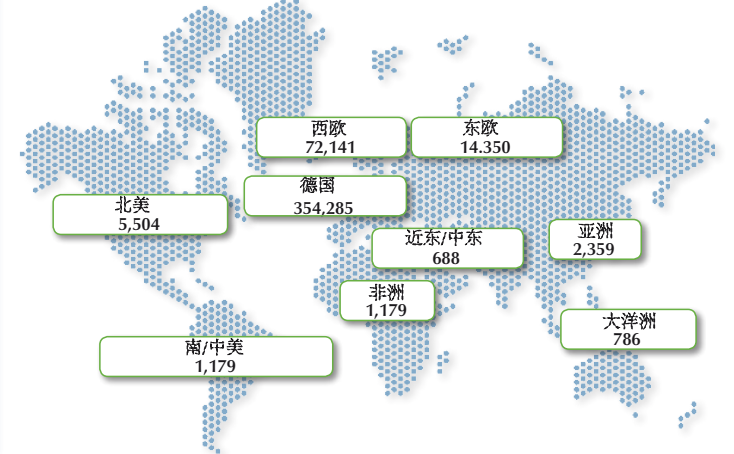 西欧
72,141
东欧
14.350
德国
354,285
北美
5,504
近东/中东
688
亚洲
2,359
非洲
1,179
大洋洲
786
南/中美
1,179